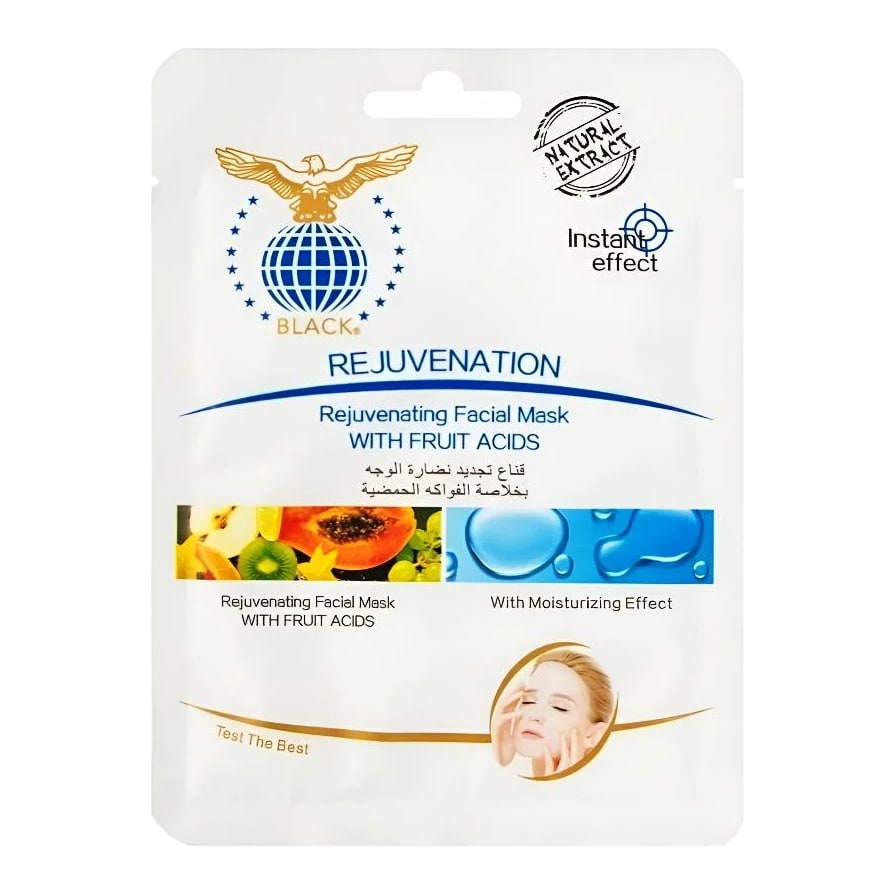 NATURAL
EXTRACT
Instant
effect
BLACK®
REJUVENATION
Rejuvenating Facial Mask
WITH FRUIT ACIDS
قناع تجديد نضارة الوجه
بخلاصة الفواكه الحمضية
Rejuvenating Facial Mask
WITH FRUIT ACIDS
With Moisturizing Effect
Test The Best